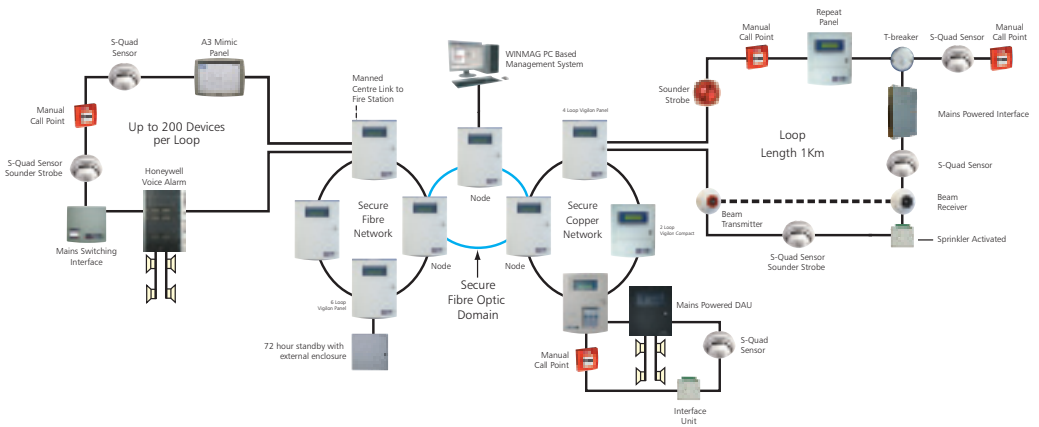 S-Quad
Sensor
A3 Mimic
Panel
Manual
Call Point
Up to 200 Devices
per Loop
S-Quad Sensor
Sounder Strobe
Honeywell
Voice Alarm
Mains Switching
Interface
Manned
Centre Link to
Fire Station
WINMAG PC Based
Management System
Secure
Fibre
Network
Node
Node
6 Loop
Vigilon Panel
72 hour standby with
external enclosure
Secure
Fibre Optic
Domain
Node
4 Loop Vigilon Panel
Secure
Copper
Network
2 Loop
Vigilon Compact
Mains Powered DAU
Manual
Call Point
S-Quad
Sensor
Interface
Unit
Sounder
Strobe
Manual
Call Point
Repeat
Panel
T-breaker
S-Quad Sensor
Manual
Call Point
Mains Powered Interface
Loop
Length 1Km
S-Quad Sensor
Beam
Transmitter
Beam
Receiver
Sprinkler Activated
S-Quad Sensor
Sounder Strobe